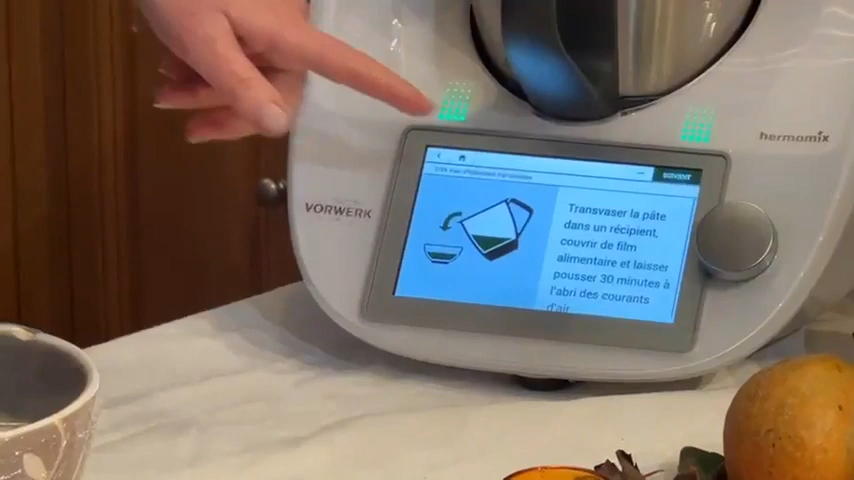 hermomix
SUIVANT
VORWERK
Transvaser la pâte
dans un récipient,
couvrir de film
alimentaire et laisser
pousser 30 minutes à
l'abri des courants
d'air